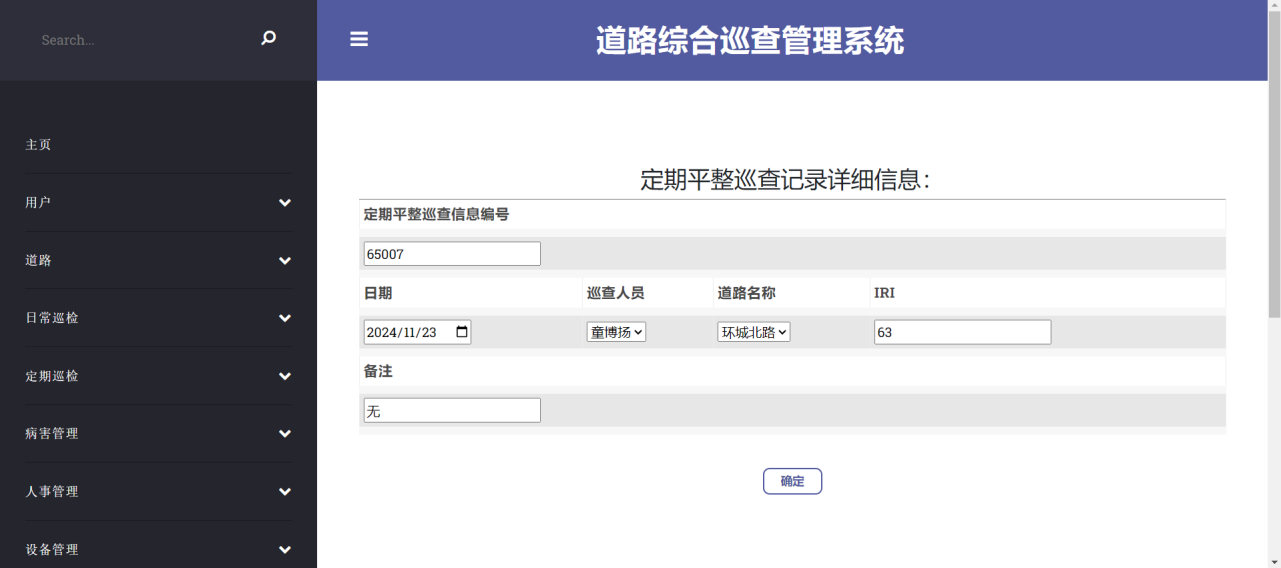 Search...
道路综合巡查管理系统
主页
用户
道路
日常巡检
定期巡检
病害管理
人事管理
设备管理
定期平整巡查记录详细信息：
定期平整巡查信息编号
65007
日期 巡查人员 道路名称 IRI
2024/11/23 童博扬 环城北路 63
备注
无
确定